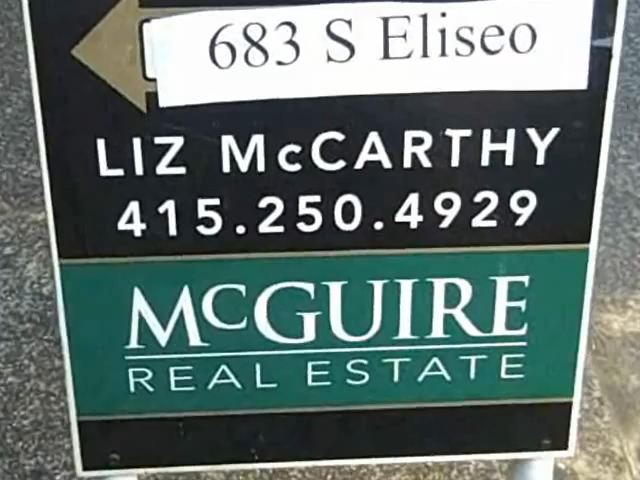 683 S Eliseo
LIZ McCARTHY
415.250.4929
McGUIRE
REAL ESTATE